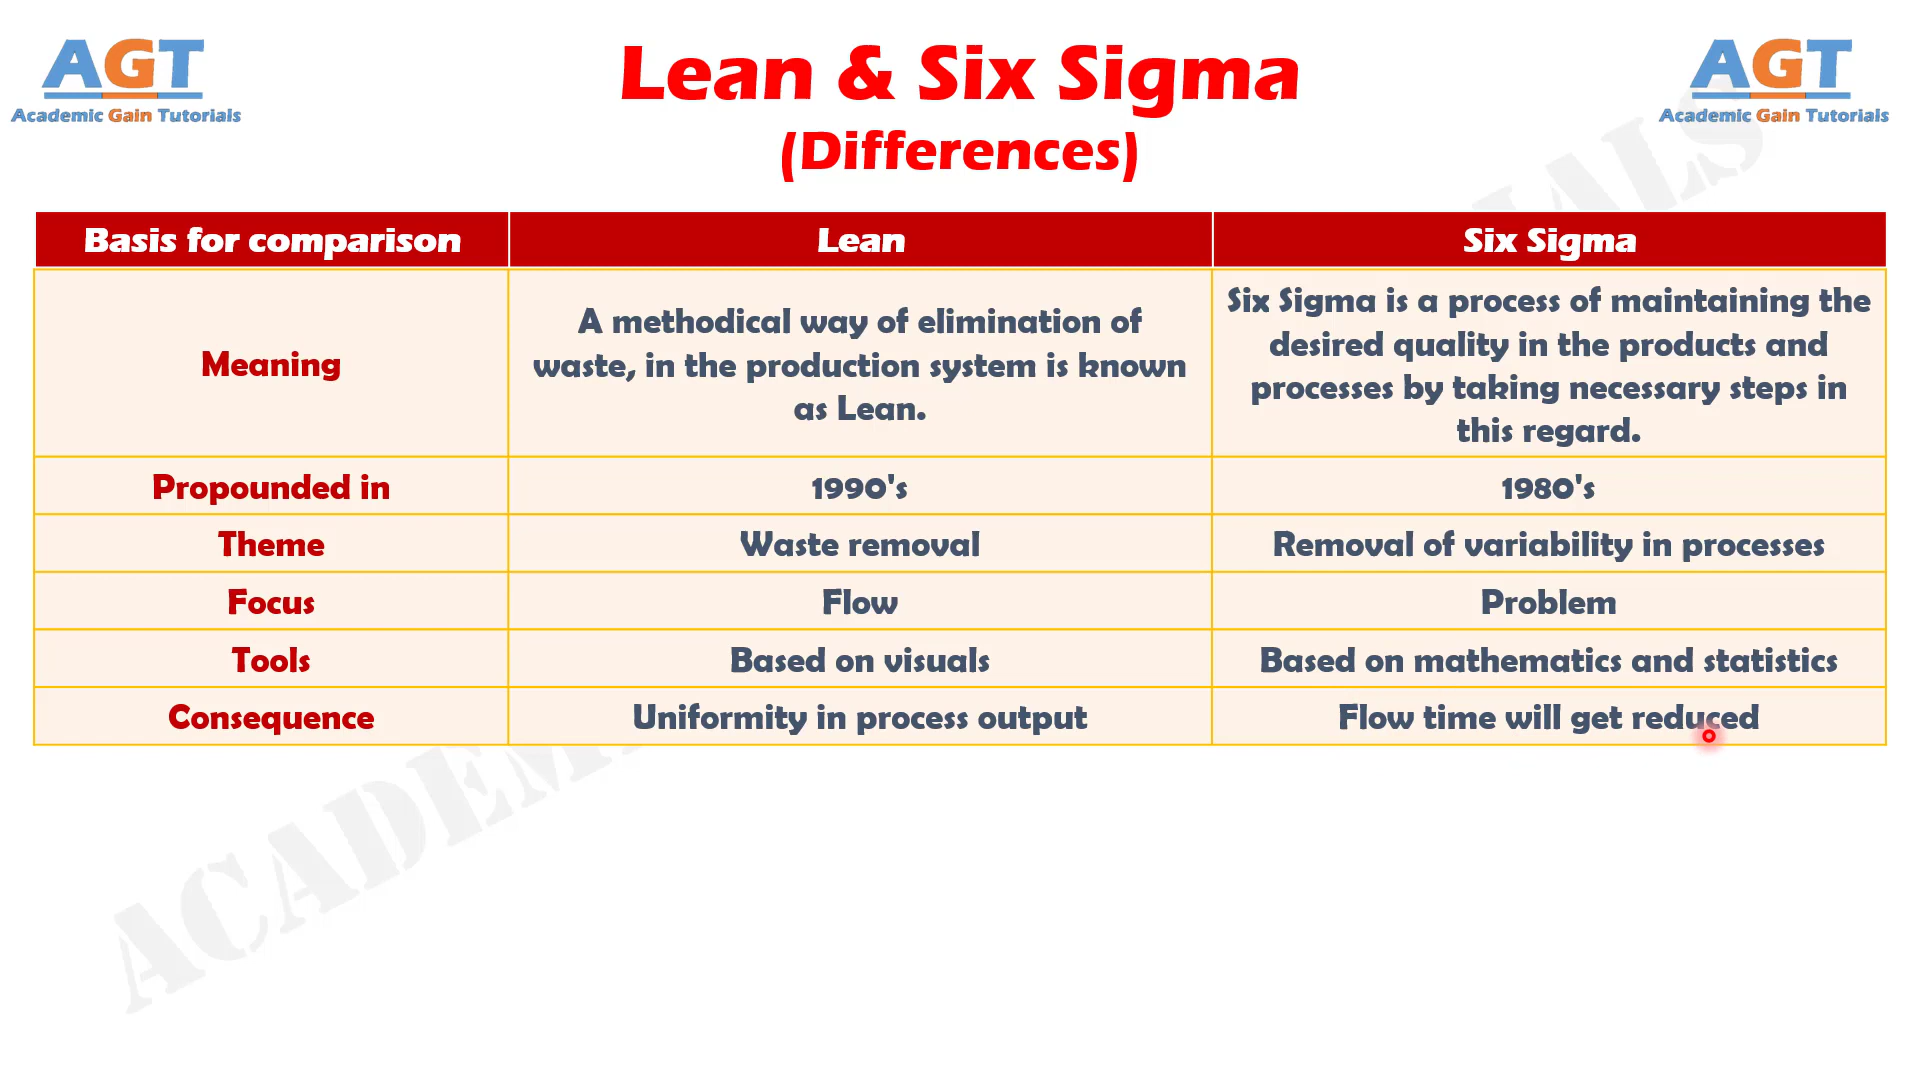 AGT
Academic Gain Tutorials
Lean & Six Sigma
(Differences)
AGT
Academic Gain Tutorials
Basis for comparison
Lean
Six Sigma
Meaning
A methodical way of elimination of
waste, in the production system is known
as Lean.
Six Sigma is a process of maintaining the
desired quality in the products and
processes by taking necessary steps in
this regard.
Propounded in
1990's
1980's
Theme
Waste removal
Removal of variability in processes
Focus
Flow
Problem
Tools
Based on visuals
Based on mathematics and statistics
Consequence
Uniformity in process output
Flow time will get reduced